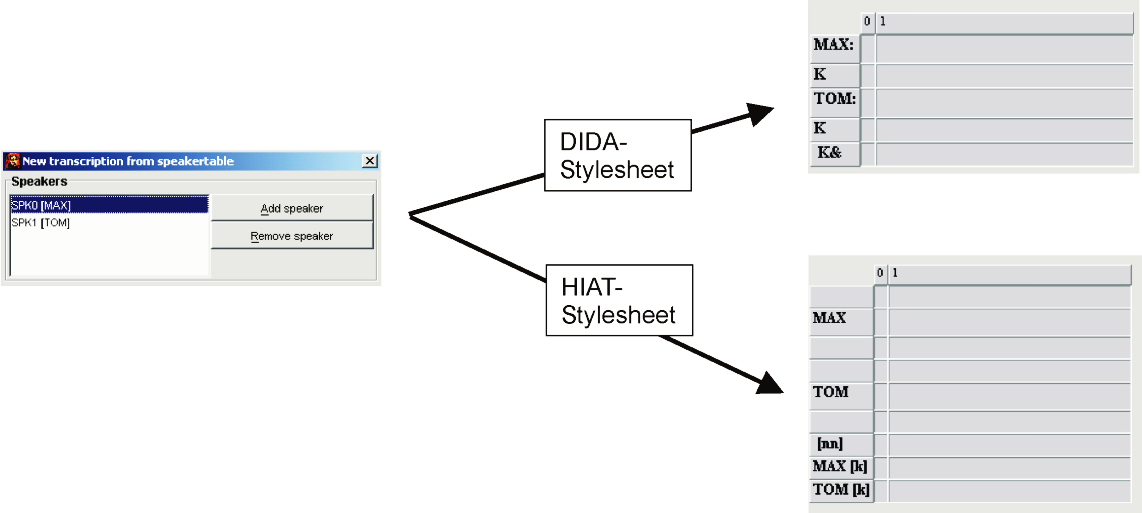 New transcription from speakertable
Speakers
SPK0 [MAX]
SPK1 [TOM]
Add speaker
Remove speaker
DIDA-
Stylesheet
HIAT-
Stylesheet
0 1
MAX:
K
TOM:
K
K&
0 1
MAX
TOM
[nn]
MAX [k]
TOM [k]